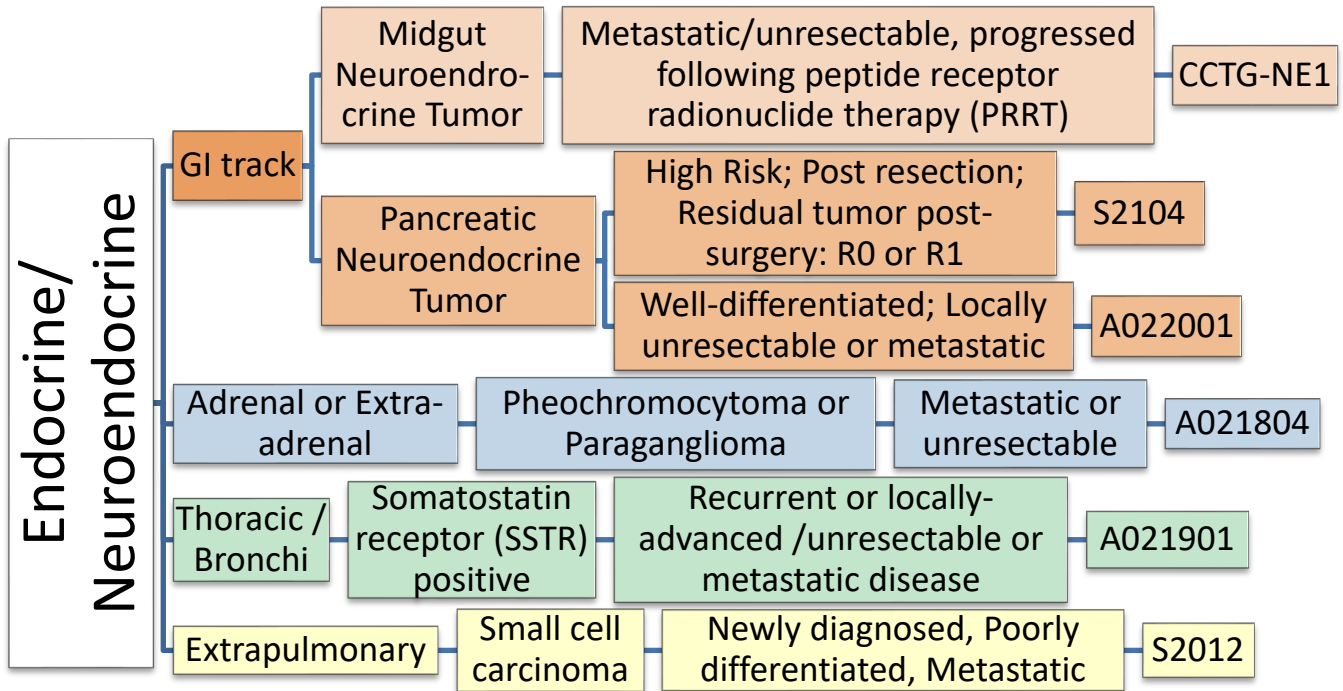 Endocrine/
Neuroendocrine
GI track
Midgut
Neuroendro-
crine Tumor
Metastatic/unresectable, progressed
following peptide receptor
radionuclide therapy (PRRT)
CCTG-NE1
Pancreatic
Neuroendocrine
Tumor
High Risk; Post resection;
Residual tumor post-
surgery: R0 or R1
S2104
Well-differentiated; Locally
unresectable or metastatic
A022001
Adrenal or Extra-
adrenal
Pheochromocytoma or
Paraganglioma
Metastatic or
unresectable
A021804
Thoracic /
Bronchi
Somatostatin
receptor (SSTR)
positive
Recurrent or locally-
advanced /unresectable or
metastatic disease
A021901
Extrapulmonary
Small cell
carcinoma
Newly diagnosed, Poorly
differentiated, Metastatic
S2012